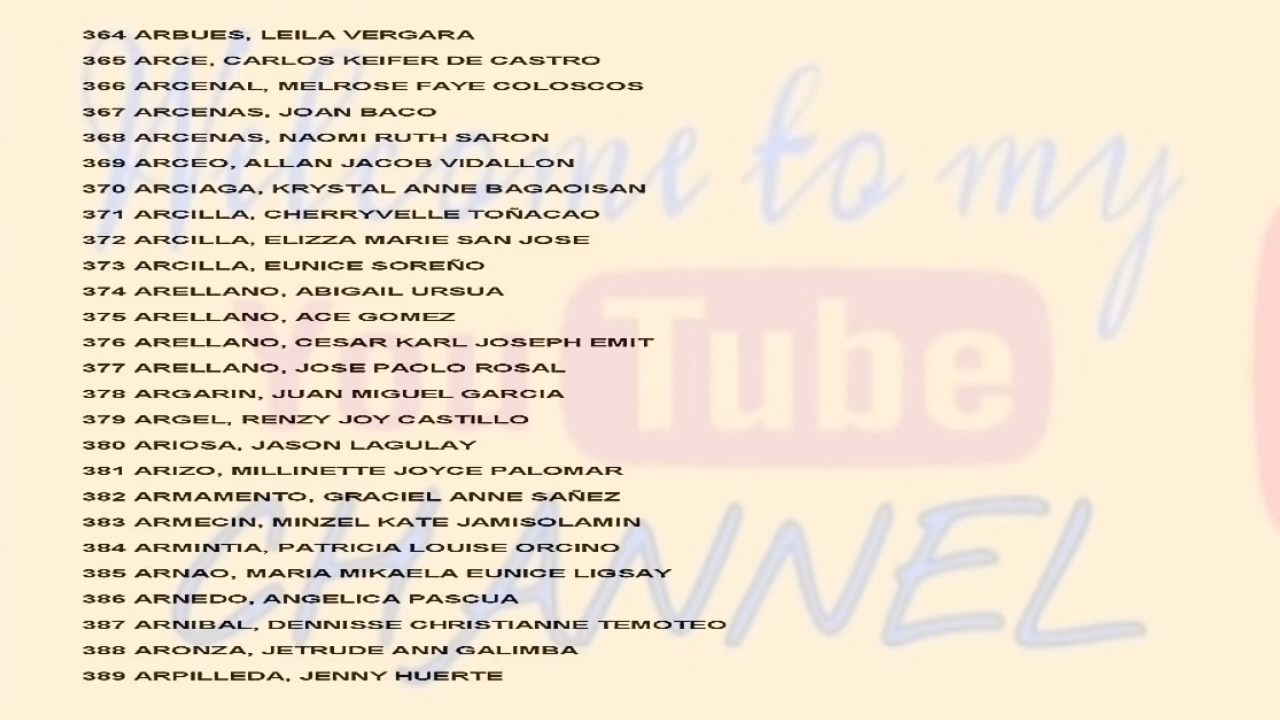 364 ARBUES, LEILA VERGARA
365 ARCE, CARLOS KEIFER DE CASTRO
366 ARCENAL, MELROSE FAYE COLOSCOS
367 ARCENAS, JOAN BACO
368 ARCENAS, NAOMI RUTH SARON
369 ARCEO, ALLAN JACOB VIDALLON
370 ARCIAGA, KRYSTAL ANNE BAGAOISAN
371 ARCILLA, CHERRYVELLE TOÑACAO
372 ARCILLA, ELIZZA MARIE SAN JOSE
373 ARCILLA, EUNICE SOREÑO
374 ARELLANO, ABIGAIL URSUA
375 ARELLANO, ACE GOMEZ
376 ARELLANO, CESAR KARL JOSEPH EMIT
377 ARELLANO, JOSE PAOLO ROSAL
378 ARGARIN, JUAN MIGUEL GARCIA
379 ARGEL, RENZY JOY CASTILLO
380 ARIOSA, JASON LAGULAY
381 ARIZO, MILLINETTE JOYCE PALOMAR
382 ARMAMENTO, GRACIEL ANNE SAÑEZ
383 ARMECIN, MINZEL KATE JAMISOLAMIN
384 ARMINTIA, PATRICIA LOUISE ORCINO
385 ARNAO, MARIA MIKAELA EUNICE LIGSAY
386 ARNEDO, ANGELICA PASCUA
387 ARNIBAL, DENNISSE CHRISTIANNE TEMOTEO
388 ARONZA, JETRUDE ANN GALIMBA
389 ARPILLEDA, JENNY HUERTE
Welcome to my
YouTube
CHANNEL